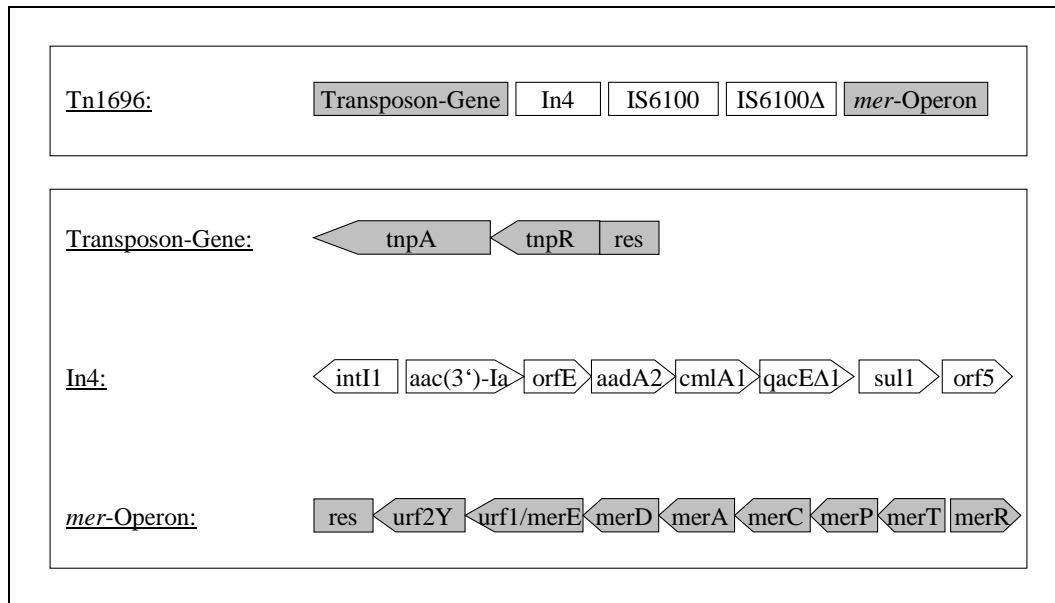 Tn1696: Transposon-Gene In4 IS6100 IS6100Δ mer-Operon
Transposon-Gene: tnpA tnpR res
In4: intI1 aac(3‘)-Ia orfE aadA2 cmlA1 qacEΔ1 sul1 orf5
mer-Operon: res urf2Y urf1/merE merD merA merC merP merT merR